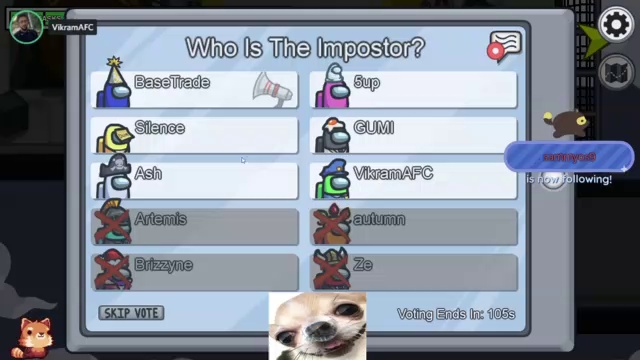 VikramAFC
Who Is The Impostor?
BaseTrade
5up
Silence
GUMI
Ash
VikramAFC
Artemis
autumn
Brizzyne
Ze
is now following!
SKIP VOTE
Voting Ends In: 105s